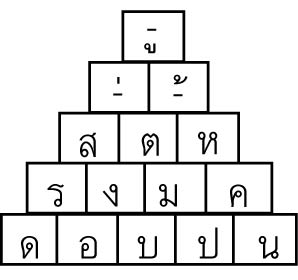 -ู้
-่ -้
ส ต ห
ร ง ม ค
ด อ บ ป น